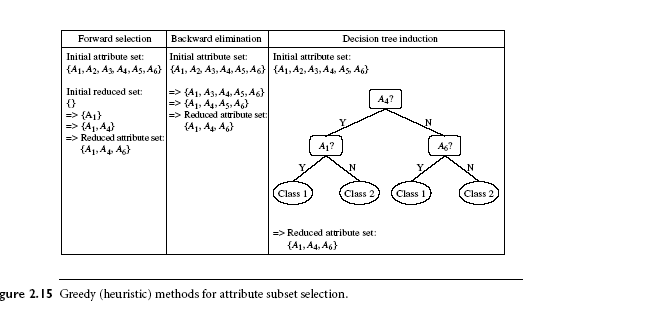 Forward selection
Initial attribute set:
{A1, A2, A3, A4, A5, A6}
Initial reduced set:
{}
=> {A1}
=> {A1, A4}
=> Reduced attribute set:
{A1, A4, A6}
Backward elimination
Initial attribute set:
{A1, A2, A3, A4, A5, A6}
=> {A1, A3, A4, A5, A6}
=> {A1, A4, A5, A6}
=> Reduced attribute set:
{A1, A4, A6}
Decision tree induction
Initial attribute set:
{A1, A2, A3, A4, A5, A6}
A4?
Y N
A1? A6?
Y N Y N
Class 1 Class 2 Class 1 Class 2
=> Reduced attribute set:
{A1, A4, A6}
gure 2.15 Greedy (heuristic) methods for attribute subset selection.